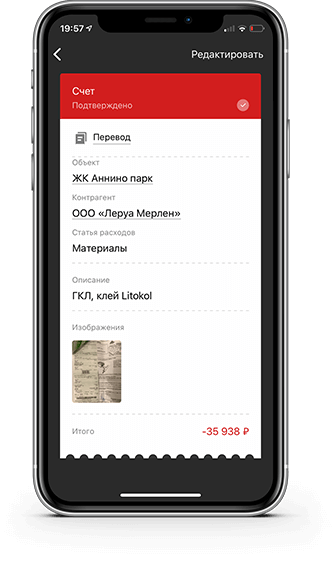 19:57
Редактировать
Счет
Подтверждено
Перевод
Объект
ЖК Аннино парк
Контрагент
ООО «Леруа Мерлен»
Статья расходов
Материалы
Описание
ГКЛ, клей Litokol
Изображения
Итого -35 938 ₽